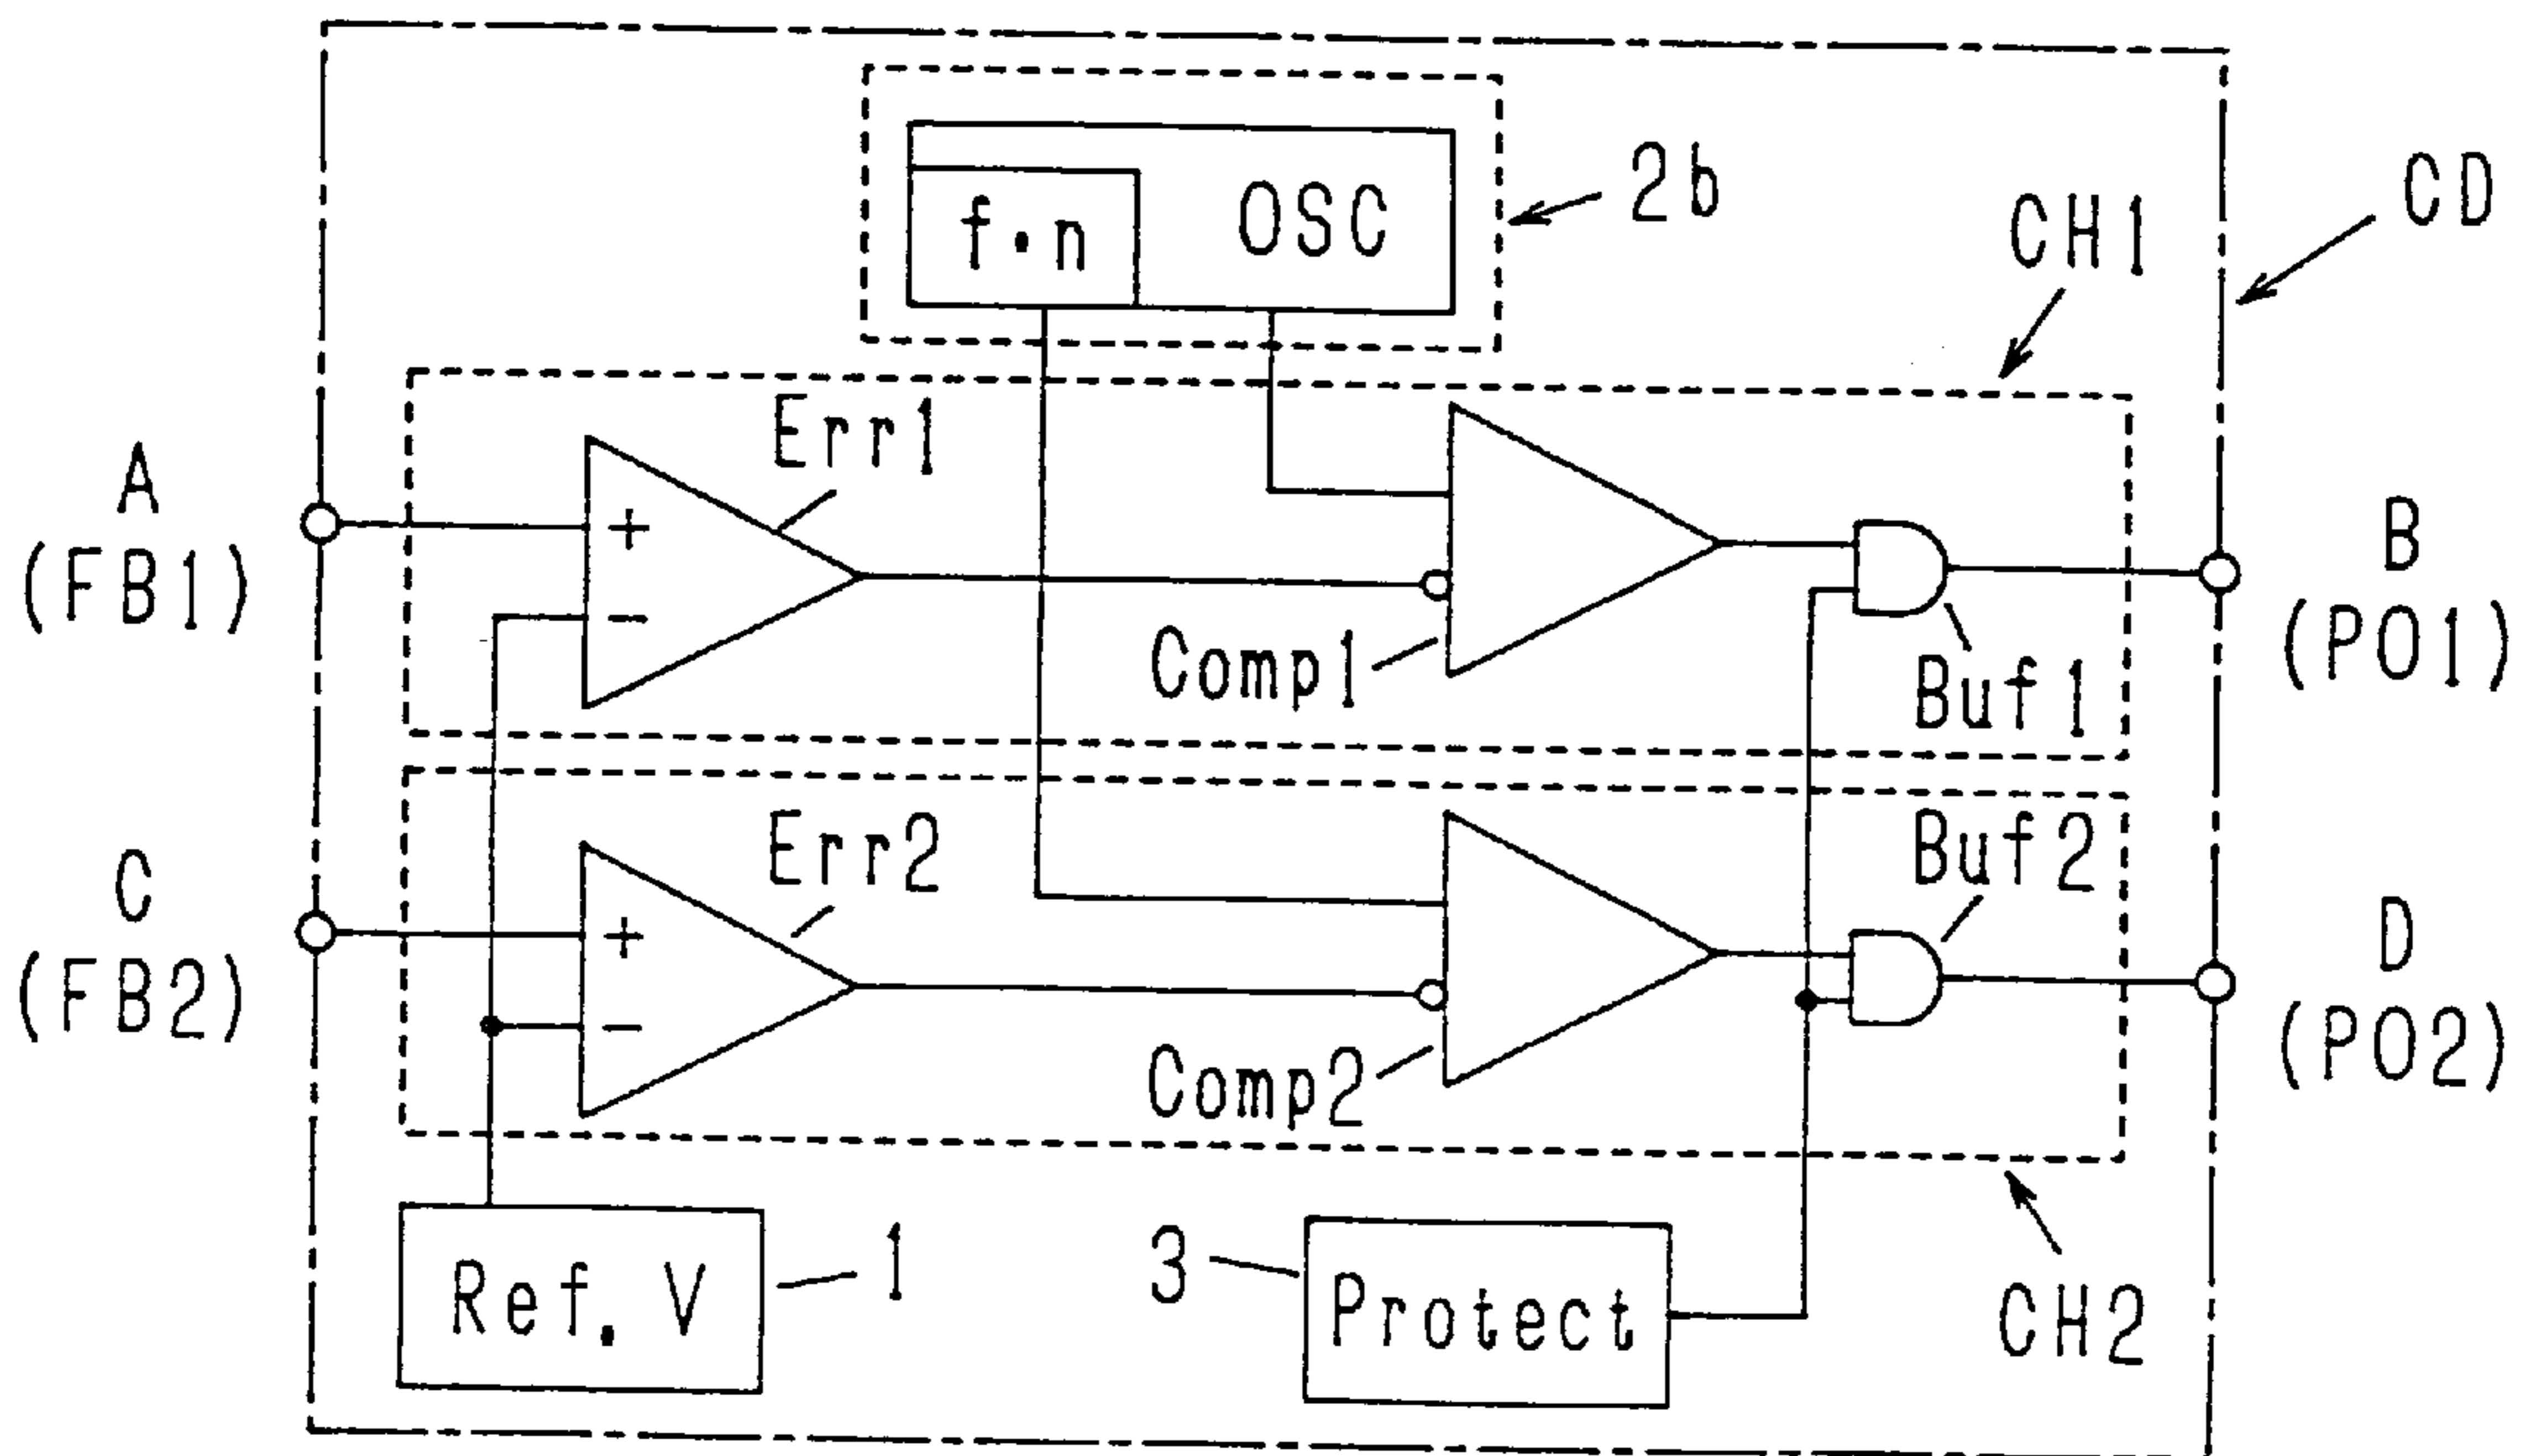 2b
CD
f·n
OSC
CH1
Err1
A
(FB1)
+
−
Comp1
Buf1
B
(PO1)
Err2
C
(FB2)
+
−
Comp2
Buf2
D
(PO2)
Ref. V
1
3
Protect
CH2